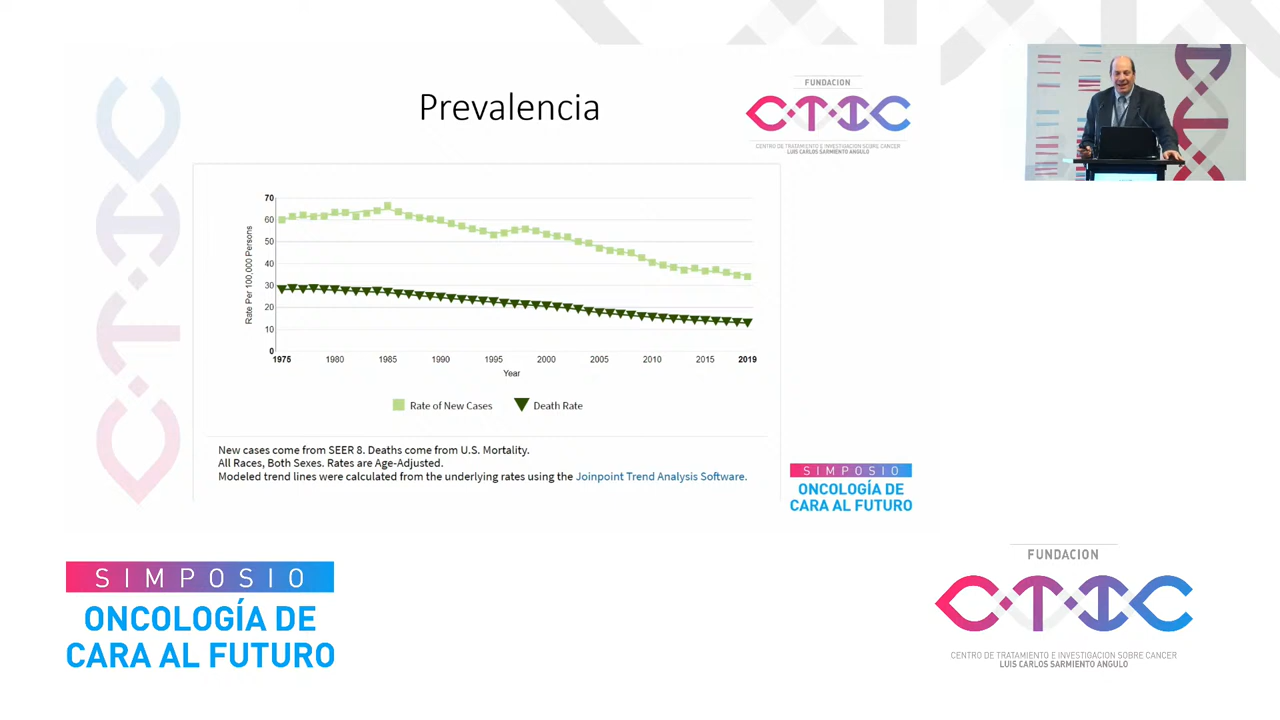 Prevalencia
FUNDACION
CTIC
CENTRO DE TRATAMIENTO E INVESTIGACION SOBRE CANCER
LUIS CARLOS SARMIENTO ANGULO
CTIC
Rate Per 100,000 Persons
70
60
50
40
30
20
10
0
1975 1980 1985 1990 1995 2000 2005 2010 2015 2019
Year
Rate of New Cases Death Rate
New cases come from SEER 8. Deaths come from U.S. Mortality.
All Races, Both Sexes. Rates are Age-Adjusted.
Modeled trend lines were calculated from the underlying rates using the Joinpoint Trend Analysis Software.
SIMPOSIO
ONCOLOGÍA DE
CARA AL FUTURO
SIMPOSIO
ONCOLOGÍA DE
CARA AL FUTURO
FUNDACION
CTIC
CENTRO DE TRATAMIENTO E INVESTIGACION SOBRE CANCER
LUIS CARLOS SARMIENTO ANGULO